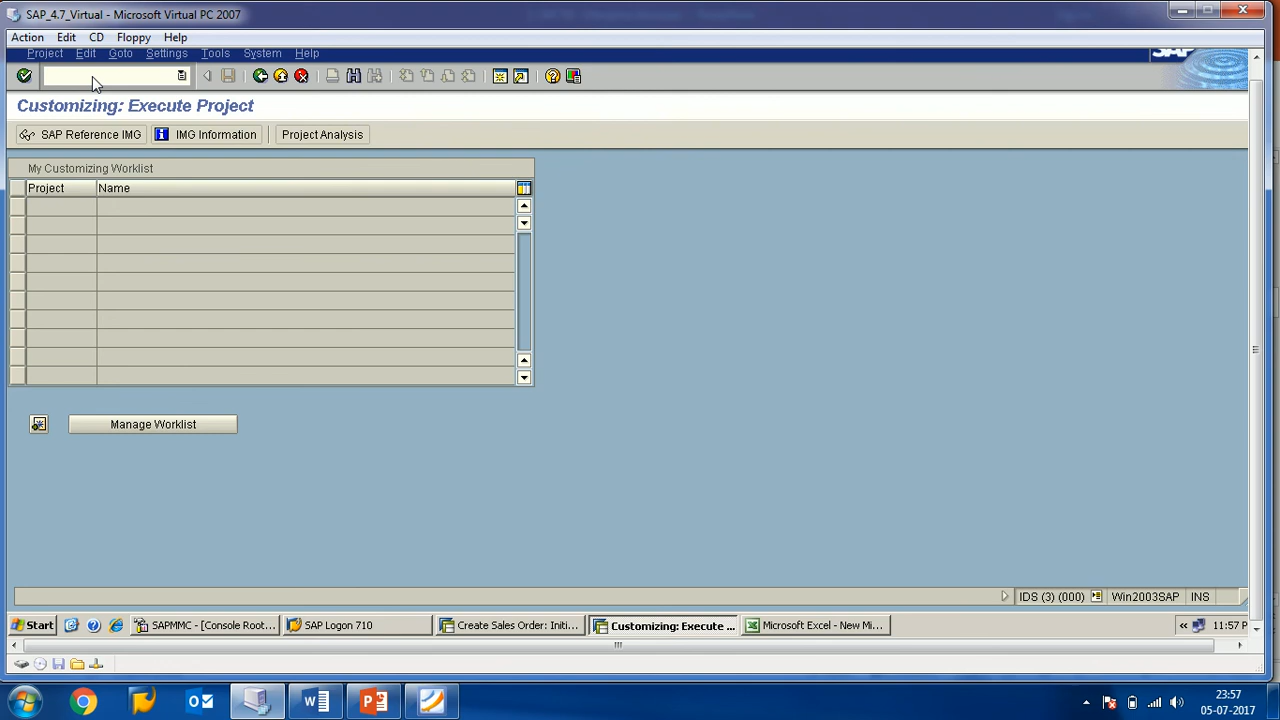 SAP_4.7_Virtual - Microsoft Virtual PC 2007
Action Edit CD Floppy Help
Project Edit Goto Settings Tools System Help
SAP
Customizing: Execute Project
SAP Reference IMG IMG Information Project Analysis
My Customizing Worklist
Project Name
Manage Worklist
IDS (3) (000) Win2003SAP INS
Start SAPMMC - [Console Root... SAP Logon 710 Create Sales Order: Initi... Customizing: Execute ... Microsoft Excel - New Mi... « 11:57 P
23:57
05-07-2017